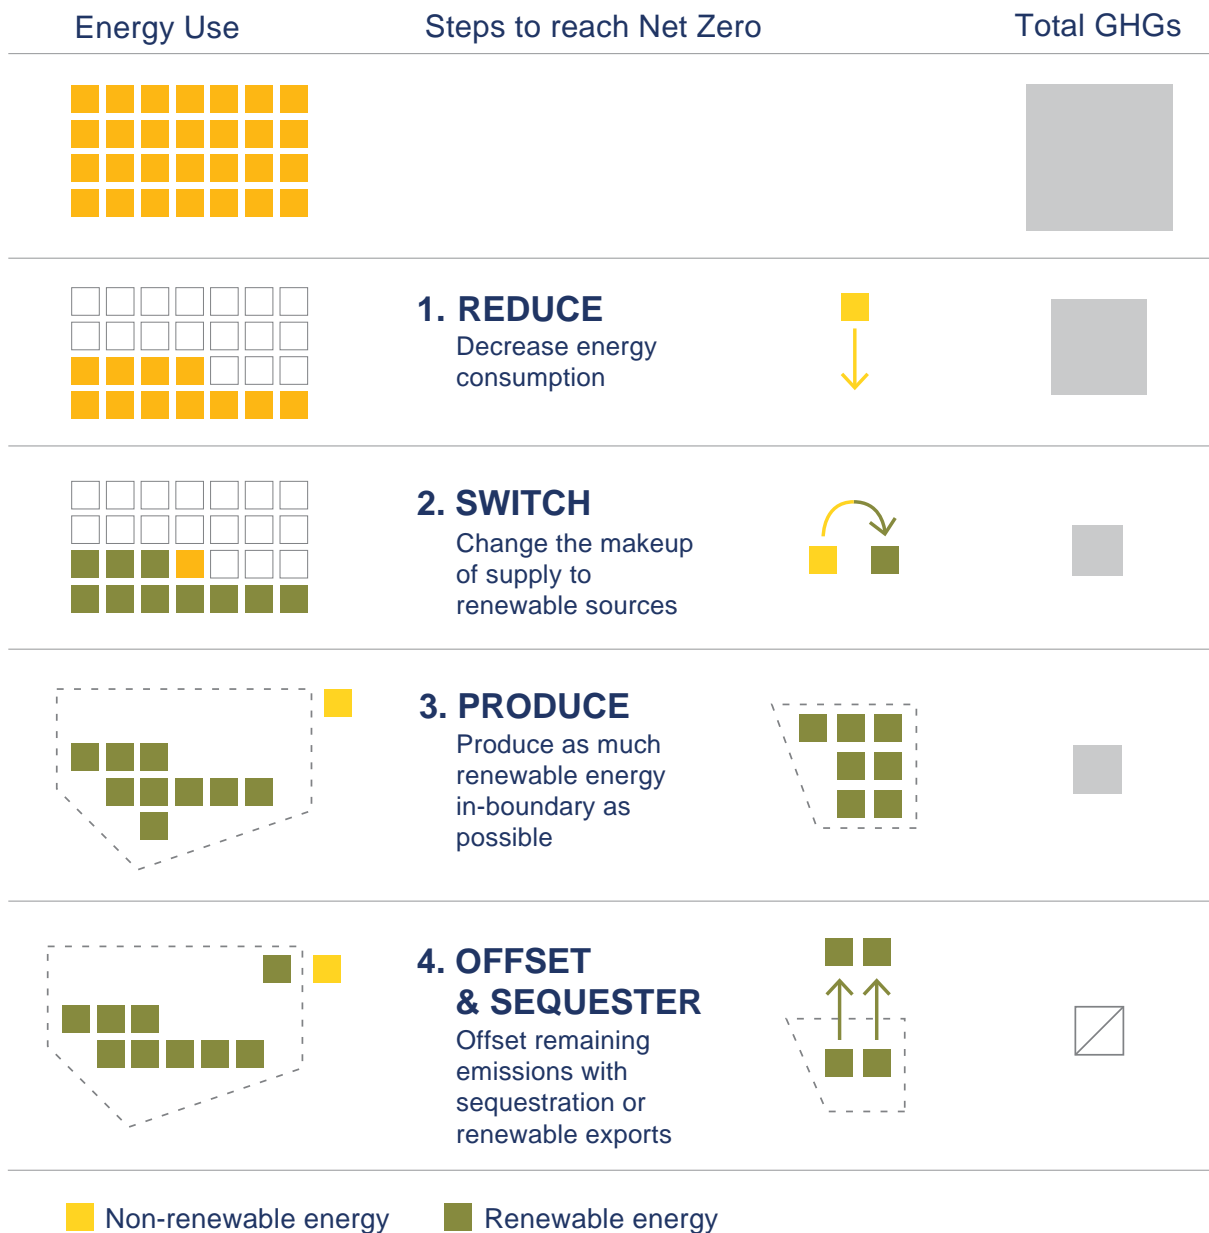 Energy Use
Steps to reach Net Zero
Total GHGs
1. REDUCE
Decrease energy
consumption
2. SWITCH
Change the makeup
of supply to
renewable sources
3. PRODUCE
Produce as much
renewable energy
in-boundary as
possible
4. OFFSET
& SEQUESTER
Offset remaining
emissions with
sequestration or
renewable exports
Non-renewable energy
Renewable energy